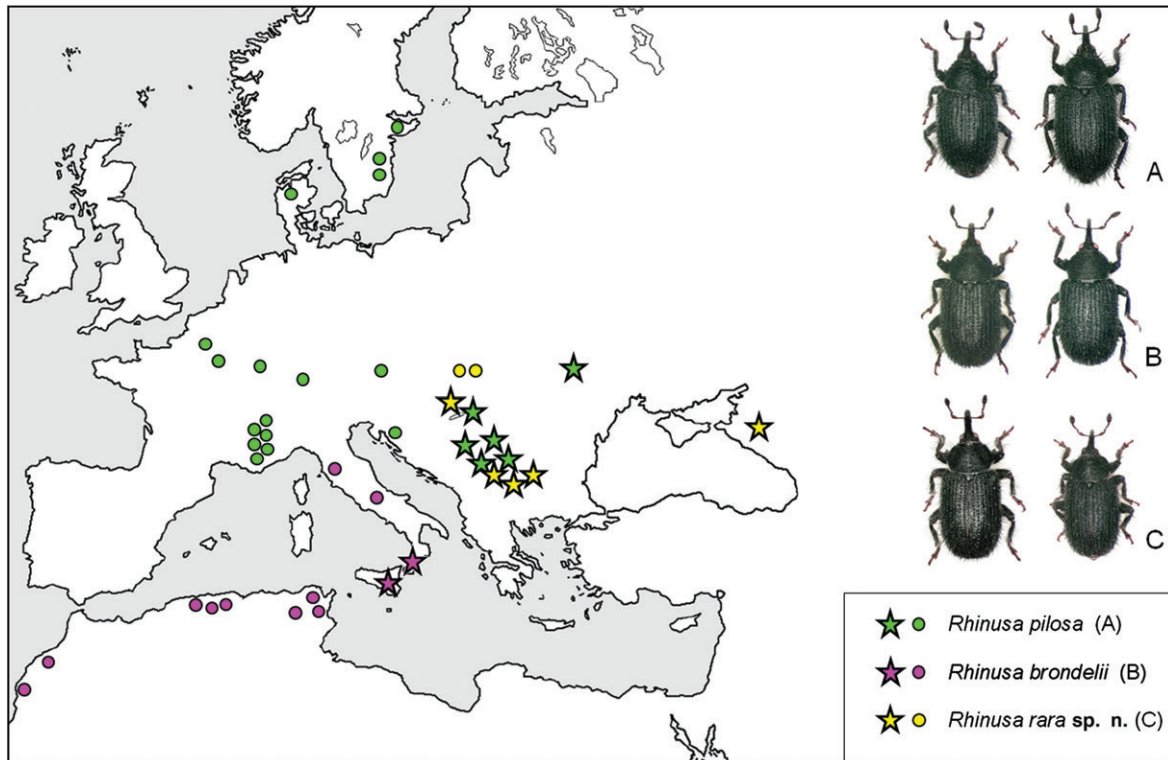 A
B
C
Rhinusa pilosa (A)
Rhinusa brondelii (B)
Rhinusa rara sp. n. (C)